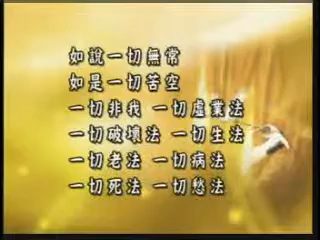 如說一切無常
如是一切苦空
一切非我 一切虛業法
一切破壞法 一切生法
一切老法 一切病法
一切死法 一切愁法